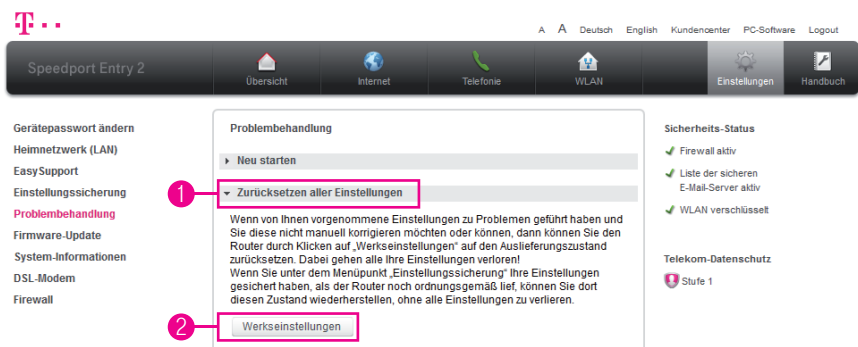 T · ·
A A Deutsch English Kundencenter PC-Software Logout
Speedport Entry 2
Übersicht
Internet
Telefonie
WLAN
Einstellungen
Handbuch
Gerätepasswort ändern
Heimnetzwerk (LAN)
EasySupport
Einstellungssicherung
Problembehandlung
Firmware-Update
System-Informationen
DSL-Modem
Firewall
Problembehandlung
Neu starten
1
Zurücksetzen aller Einstellungen
Wenn von Ihnen vorgenommene Einstellungen zu Problemen geführt haben und
Sie diese nicht manuell korrigieren möchten oder können, dann können Sie den
Router durch Klicken auf „Werkseinstellungen" auf den Auslieferungszustand
zurücksetzen. Dabei gehen alle Ihre Einstellungen verloren!
Wenn Sie unter dem Menüpunkt „Einstellungssicherung" Ihre Einstellungen
gesichert haben, als der Router noch ordnungsgemäß lief, können Sie dort
diesen Zustand wiederherstellen, ohne alle Einstellungen zu verlieren.
2
Werkseinstellungen
Sicherheits-Status
Firewall aktiv
Liste der sicheren
E-Mail-Server aktiv
WLAN verschlüsselt
Telekom-Datenschutz
Stufe 1